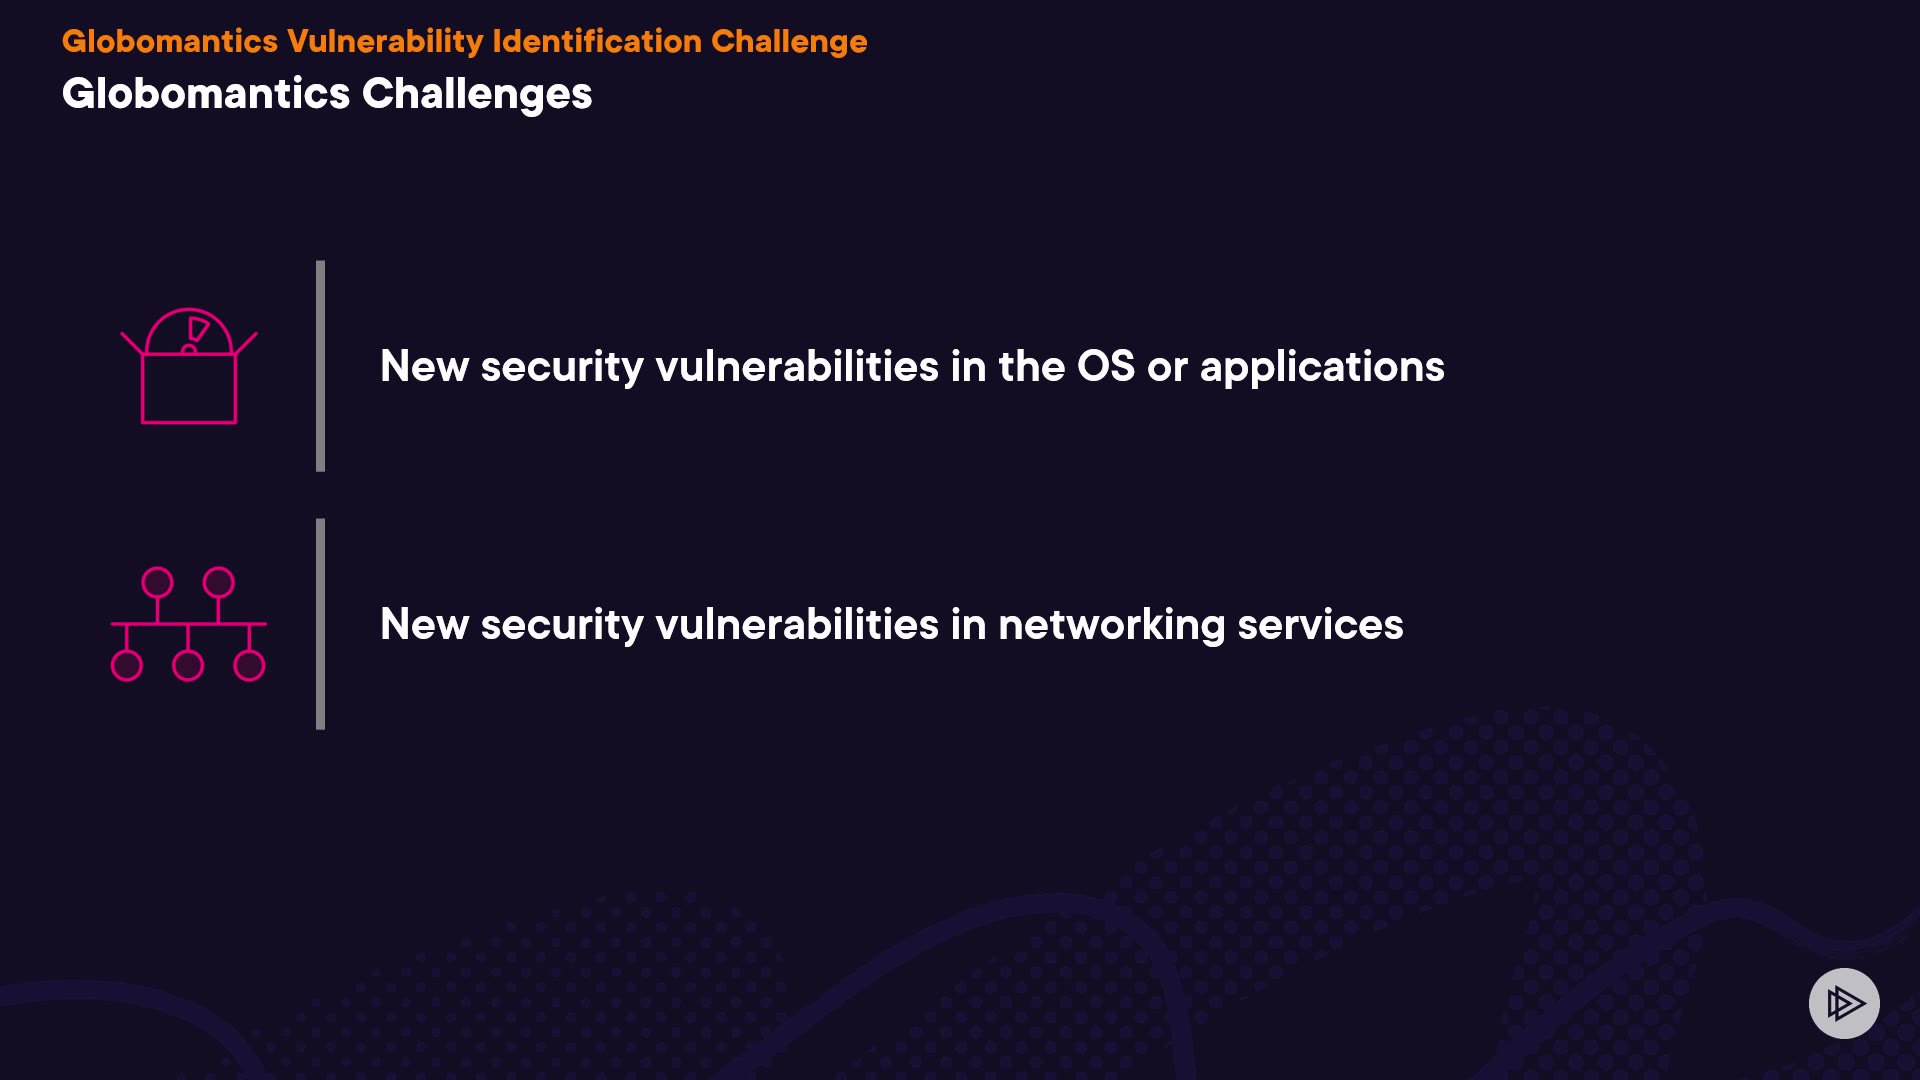 Globomantics Vulnerability Identification Challenge
Globomantics Challenges
New security vulnerabilities in the OS or applications
New security vulnerabilities in networking services